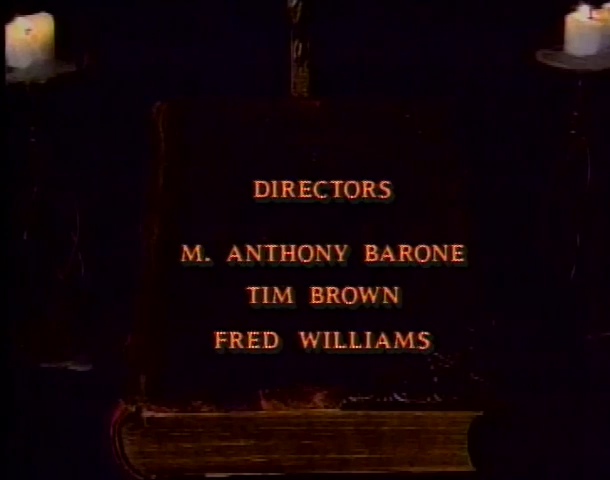 DIRECTORS
M. ANTHONY BARONE
TIM BROWN
FRED WILLIAMS